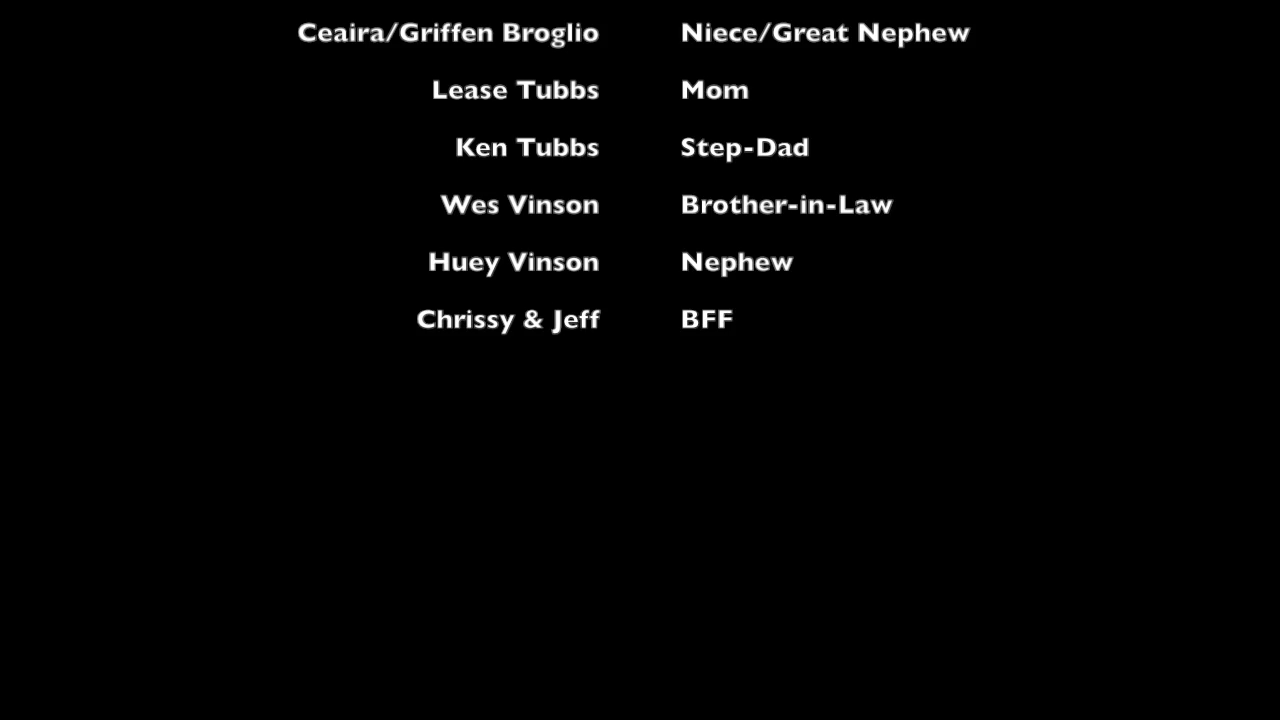 Ceaira/Griffen Broglio Niece/Great Nephew
Lease Tubbs Mom
Ken Tubbs Step-Dad
Wes Vinson Brother-in-Law
Huey Vinson Nephew
Chrissy & Jeff BFF